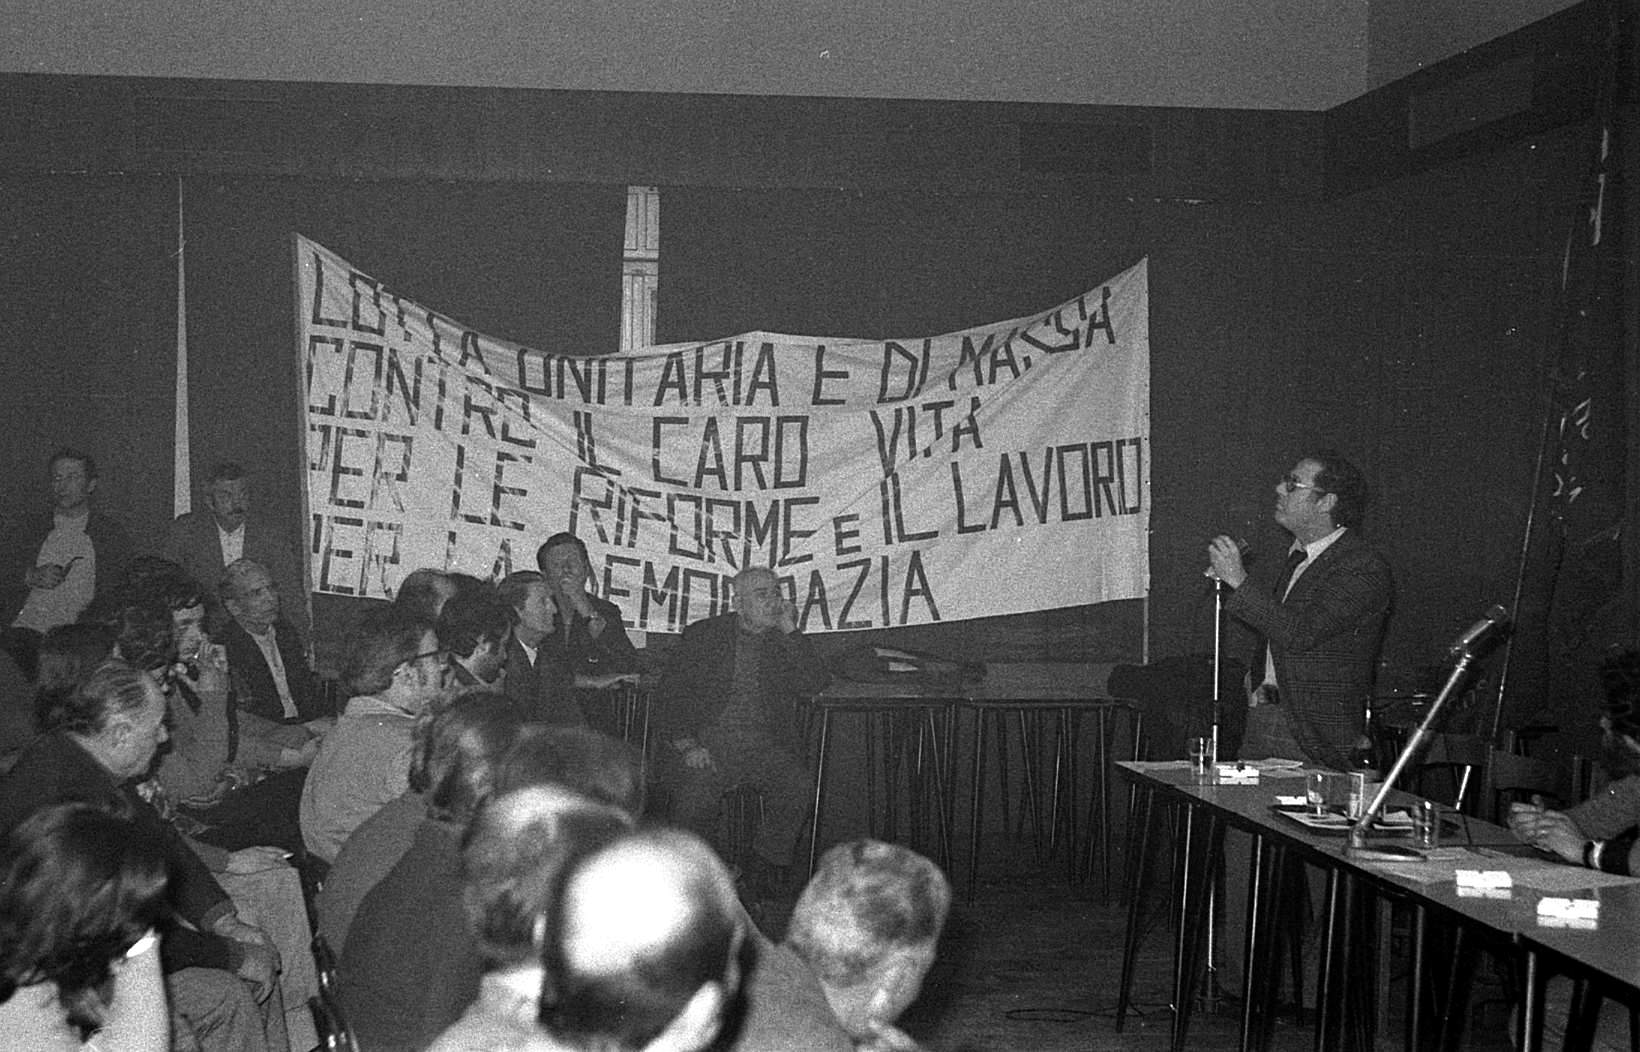 LOTTA UNITARIA E DI MASSA
CONTRO IL CARO VITA
PER LE RIFORME E IL LAVORO
PER LA DEMOCRAZIA